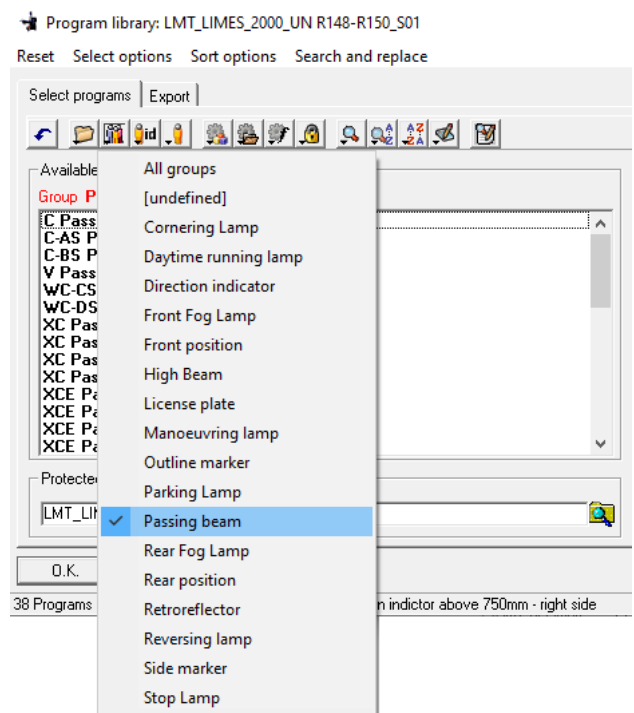 Program library: LMT_LIMES_2000_UN R148-R150_S01
Reset Select options Sort options Search and replace
Select programs Export
id
Available
Group P
C Pass
C-AS P
C-BS P
V Pass
WC-CS
WC-DS
XC Pas
XC Pas
XC Pas
XC Pas
XCE Pa
XCE Pa
XCE Pa
XCE Pa
Protected
LMT_LIM
O.K.
38 Programs
n indictor above 750mm - right side
All groups
[undefined]
Cornering Lamp
Daytime running lamp
Direction indicator
Front Fog Lamp
Front position
High Beam
License plate
Manoeuvring lamp
Outline marker
Parking Lamp
Passing beam
Rear Fog Lamp
Rear position
Retroreflector
Reversing lamp
Side marker
Stop Lamp